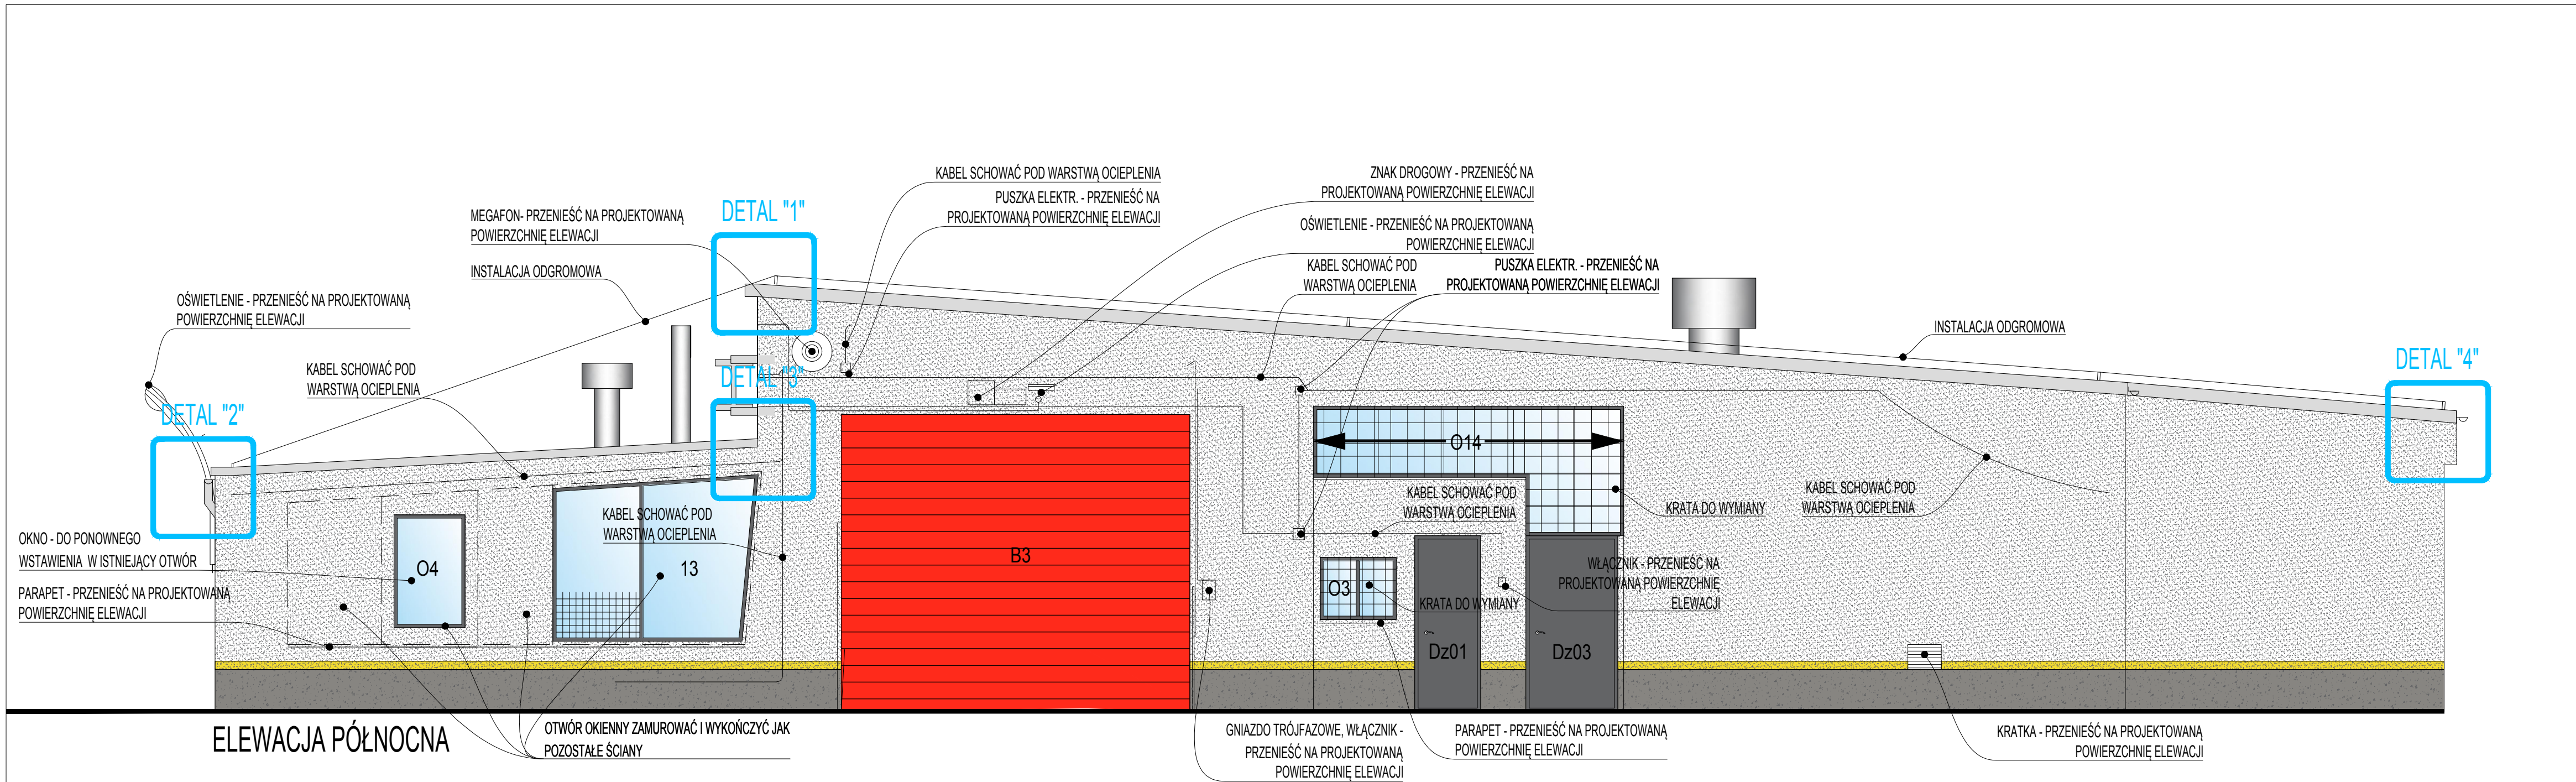 KABEL SCHOWAĆ POD WARSTWĄ OCIEPLENIA
PUSZKA ELEKTR. - PRZENIEŚĆ NA
PROJEKTOWANĄ POWIERZCHNIĘ ELEWACJI
ZNAK DROGOWY - PRZENIEŚĆ NA
PROJEKTOWANĄ POWIERZCHNIĘ ELEWACJI
MEGAFON- PRZENIEŚĆ NA PROJEKTOWANĄ
POWIERZCHNIĘ ELEWACJI
DETAL "1"
OŚWIETLENIE - PRZENIEŚĆ NA PROJEKTOWANĄ
POWIERZCHNIĘ ELEWACJI
INSTALACJA ODGROMOWA
KABEL SCHOWAĆ POD
WARSTWĄ OCIEPLENIA
PUSZKA ELEKTR. - PRZENIEŚĆ NA
PROJEKTOWANĄ POWIERZCHNIĘ ELEWACJI
OŚWIETLENIE - PRZENIEŚĆ NA PROJEKTOWANĄ
POWIERZCHNIĘ ELEWACJI
INSTALACJA ODGROMOWA
KABEL SCHOWAĆ POD
WARSTWĄ OCIEPLENIA
DETAL "3"
DETAL "4"
DETAL "2"
O14
KABEL SCHOWAĆ POD
WARSTWĄ OCIEPLENIA
KABEL SCHOWAĆ POD
WARSTWĄ OCIEPLENIA
KRATA DO WYMIANY
KABEL SCHOWAĆ POD
WARSTWĄ OCIEPLENIA
OKNO - DO PONOWNEGO
WSTAWIENIA W ISTNIEJĄCY OTWÓR
O4
13
B3
O3
WŁĄCZNIK - PRZENIEŚĆ NA
PROJEKTOWANĄ POWIERZCHNIĘ
ELEWACJI
KRATA DO WYMIANY
PARAPET - PRZENIEŚĆ NA PROJEKTOWANĄ
POWIERZCHNIĘ ELEWACJI
Dz01
Dz03
ELEWACJA PÓŁNOCNA
OTWÓR OKIENNY ZAMUROWAĆ I WYKOŃCZYĆ JAK
POZOSTAŁE ŚCIANY
GNIAZDO TRÓJFAZOWE, WŁĄCZNIK -
PRZENIEŚĆ NA PROJEKTOWANĄ
POWIERZCHNIĘ ELEWACJI
PARAPET - PRZENIEŚĆ NA PROJEKTOWANĄ
POWIERZCHNIĘ ELEWACJI
KRATKA - PRZENIEŚĆ NA PROJEKTOWANĄ
POWIERZCHNIĘ ELEWACJI